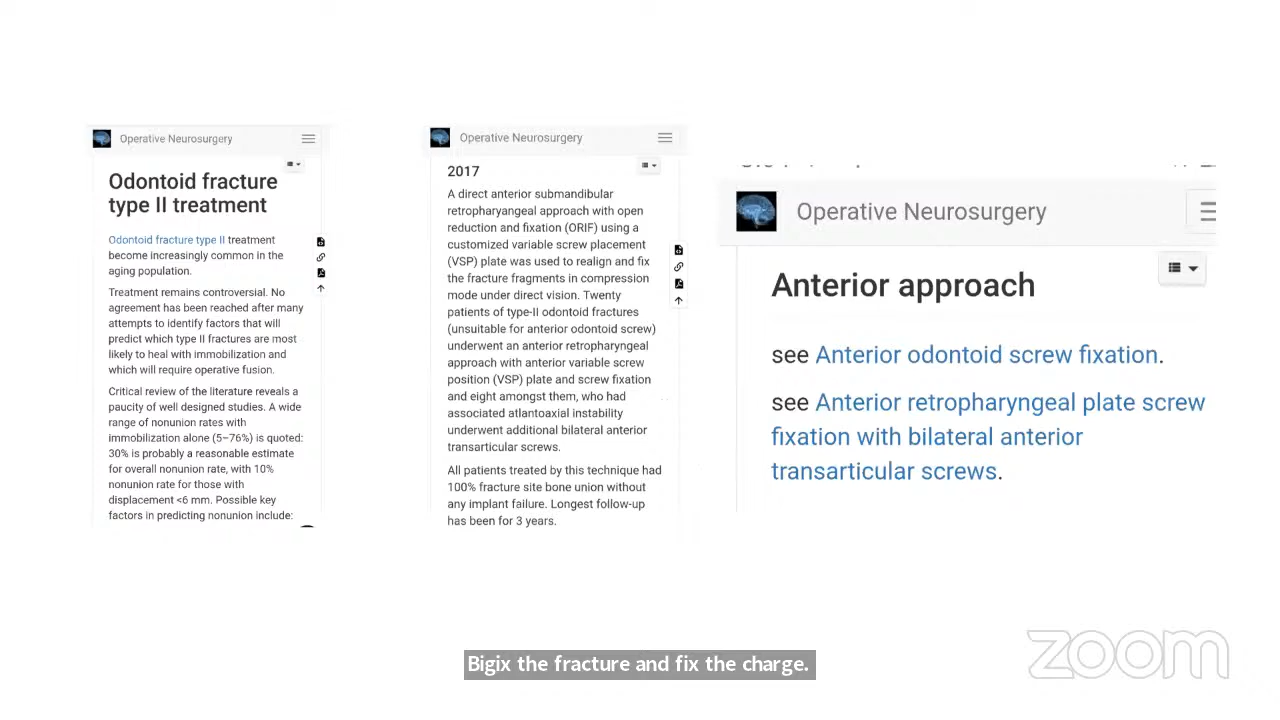 Operative Neurosurgery
Odontoid fracture
type II treatment
Odontoid fracture type II treatment
become increasingly common in the
aging population.
Treatment remains controversial. No
agreement has been reached after many
attempts to identify factors that will
predict which type II fractures are most
likely to heal with immobilization and
which will require operative fusion.
Critical review of the literature reveals a
paucity of well designed studies. A wide
range of nonunion rates with
immobilization alone (5–76%) is quoted:
30% is probably a reasonable estimate
for overall nonunion rate, with 10%
nonunion rate for those with
displacement <6 mm. Possible key
factors in predicting nonunion include:
Operative Neurosurgery
2017
A direct anterior submandibular
retropharyangeal approach with open
reduction and fixation (ORIF) using a
customized variable screw placement
(VSP) plate was used to realign and fix
the fracture fragments in compression
mode under direct vision. Twenty
patients of type-II odontoid fractures
(unsuitable for anterior odontoid screw)
underwent an anterior retropharyngeal
approach with anterior variable screw
position (VSP) plate and screw fixation
and eight amongst them, who had
associated atlantoaxial instability
underwent additional bilateral anterior
transarticular screws.
All patients treated by this technique had
100% fracture site bone union without
any implant failure. Longest follow-up
has been for 3 years.
Operative Neurosurgery
Anterior approach
see Anterior odontoid screw fixation.
see Anterior retropharyngeal plate screw
fixation with bilateral anterior
transarticular screws.
Bigix the fracture and fix the charge.
zoom